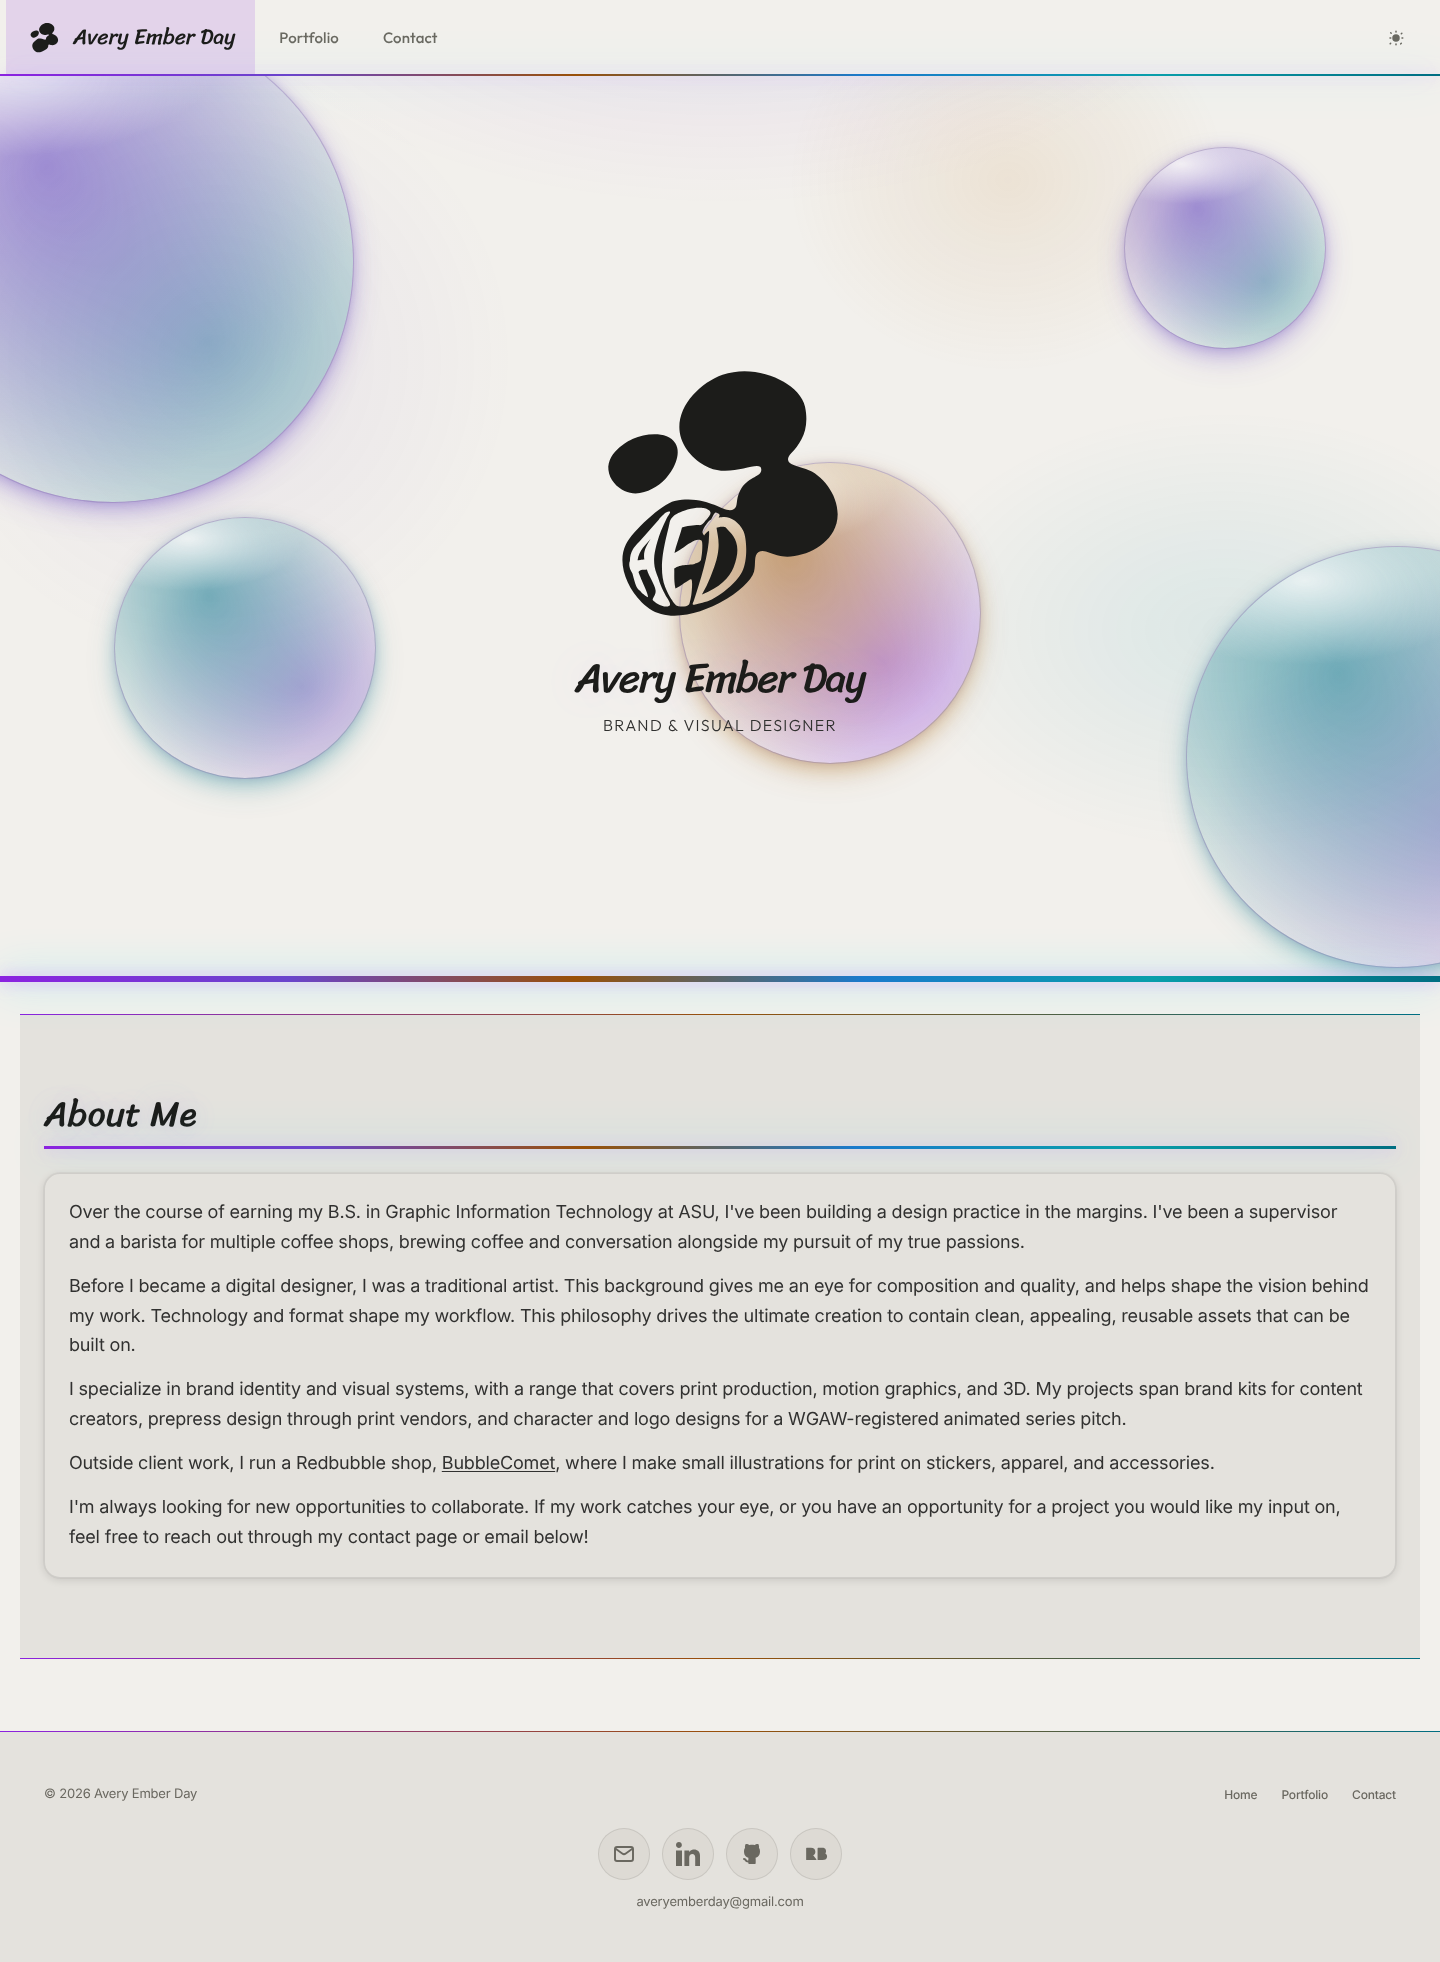 Avery Ember Day
Portfolio
Contact
AED
Avery Ember Day
BRAND & VISUAL DESIGNER
About Me
Over the course of earning my B.S. in Graphic Information Technology at ASU, I've been building a design practice in the margins. I've been a supervisor
and a barista for multiple coffee shops, brewing coffee and conversation alongside my pursuit of my true passions.
Before I became a digital designer, I was a traditional artist. This background gives me an eye for composition and quality, and helps shape the vision behind
my work. Technology and format shape my workflow. This philosophy drives the ultimate creation to contain clean, appealing, reusable assets that can be
built on.
I specialize in brand identity and visual systems, with a range that covers print production, motion graphics, and 3D. My projects span brand kits for content
creators, prepress design through print vendors, and character and logo designs for a WGAW-registered animated series pitch.
Outside client work, I run a Redbubble shop, BubbleComet, where I make small illustrations for print on stickers, apparel, and accessories.
I'm always looking for new opportunities to collaborate. If my work catches your eye, or you have an opportunity for a project you would like my input on,
feel free to reach out through my contact page or email below!
© 2026 Avery Ember Day
Home
Portfolio
Contact
in
RB
averyemberday@gmail.com